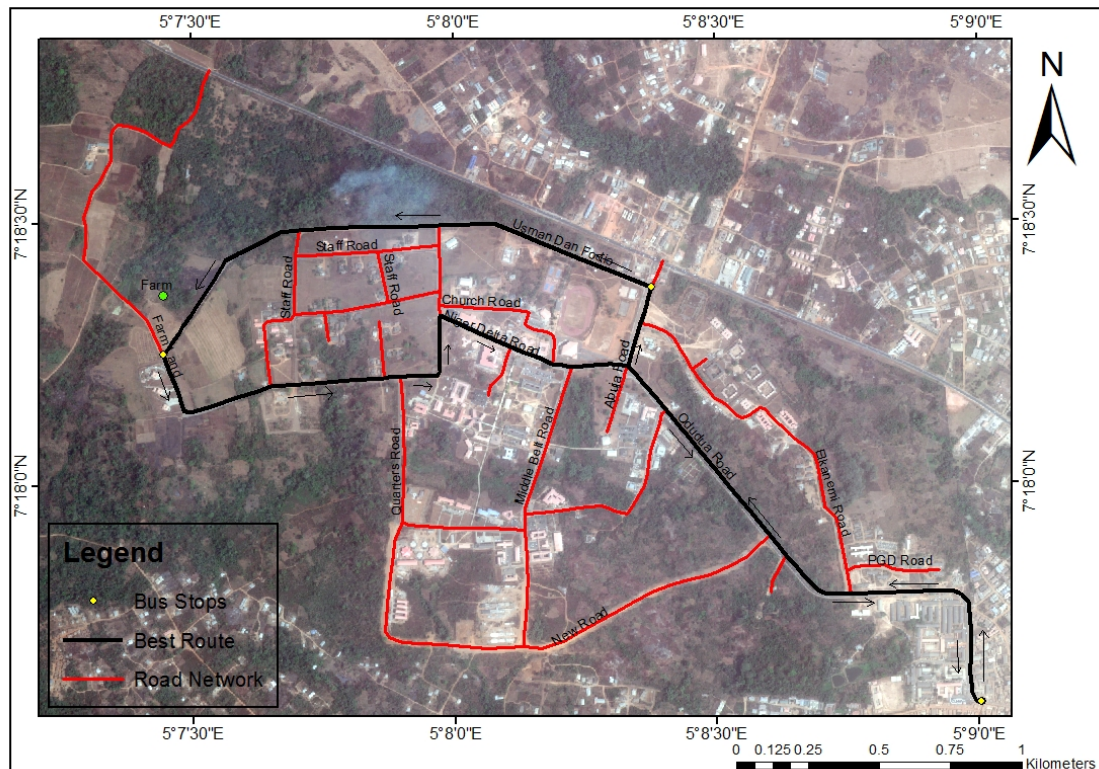 5°7'30"E
5°8'0"E
5°8'30"E
5°9'0"E
N
7°18'30"N
7°18'30"N
Usman Dan Fodio
Staff Road
Staff Road
Staff Road
Farm
Church Road
Niger Delta Road
Farm Land
Abuja Road
Odudua Road
Quarters Road
Middle Belt Road
Elkanemi Road
7°18'0"N
7°18'0"N
PGD Road
New Road
Legend
Bus Stops
Best Route
Road Network
5°7'30"E
5°8'0"E
5°8'30"E
5°9'0"E
0 0.125 0.25 0.5 0.75 1
Kilometers